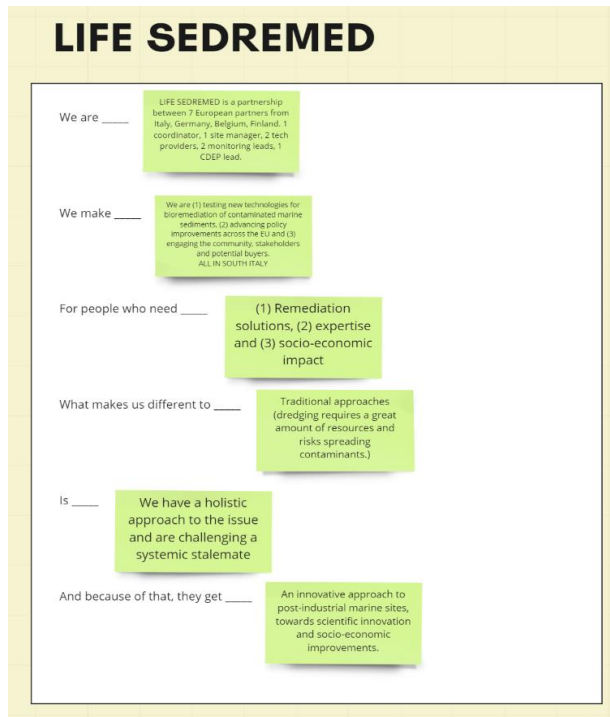 LIFE SEDREMED
We are _____
LIFE SEDREMED is a partnership
between 7 European partners from
Italy, Germany, Belgium, Finland. 1
coordinator, 1 site manager, 2 tech
providers, 2 monitoring leads, 1
CDEP lead.
We make _____
We are (1) testing new technologies for
bioremediation of contaminated marine
sediments, (2) advancing policy
improvements across the EU and (3)
engaging the community, stakeholders
and potential buyers.
ALL IN SOUTH ITALY
For people who need _____
(1) Remediation
solutions, (2) expertise
and (3) socio-economic
impact
What makes us different to _____
Traditional approaches
(dredging requires a great
amount of resources and
risks spreading
contaminants.)
Is _____
We have a holistic
approach to the issue
and are challenging a
systemic stalemate
And because of that, they get _____
An innovative approach to
post-industrial marine sites,
towards scientific innovation
and socio-economic
improvements.